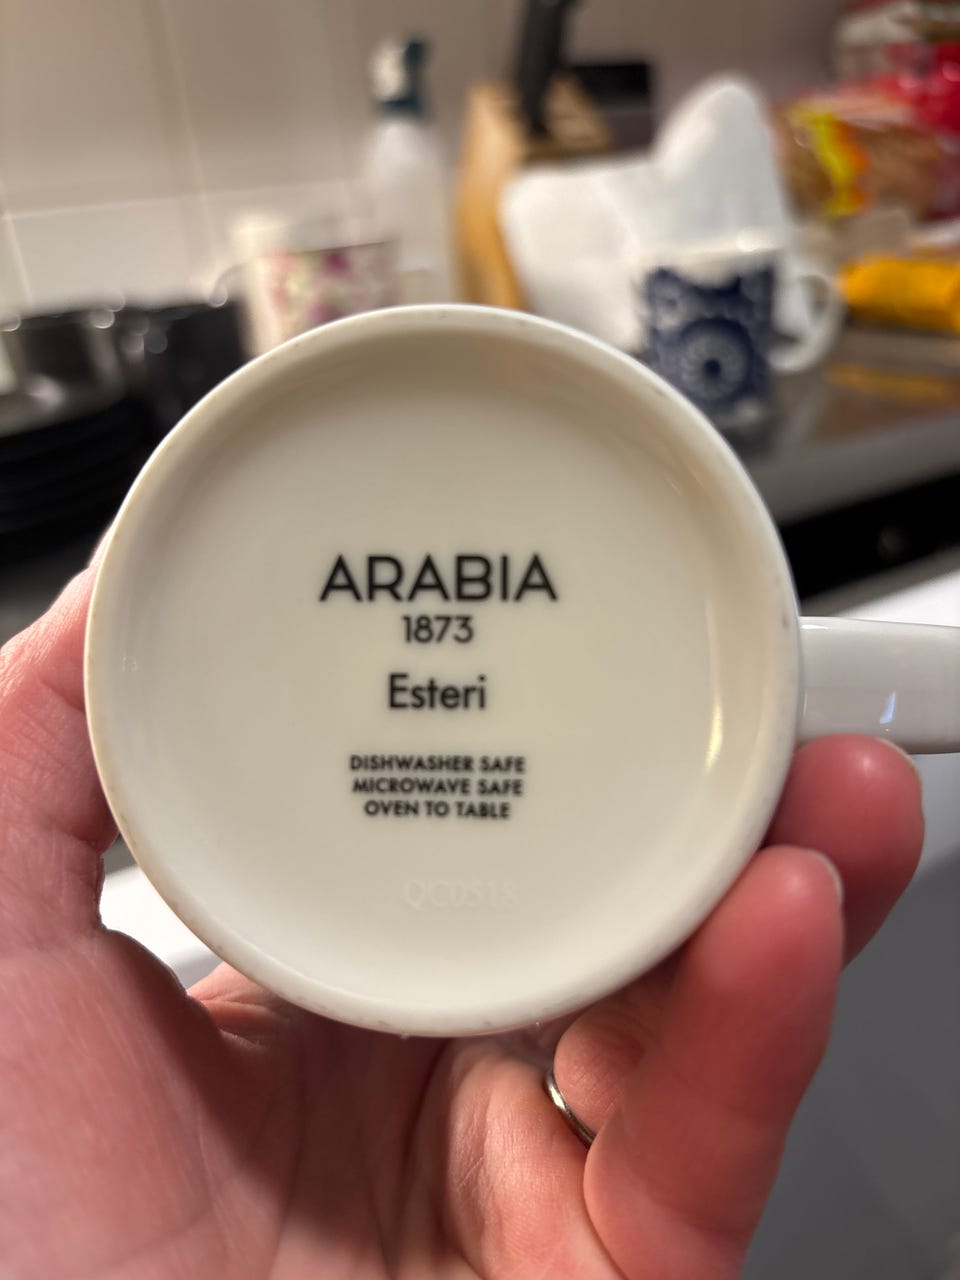 ARABIA
1873
Esteri
DISHWASHER SAFE
MICROWAVE SAFE
OVEN TO TABLE